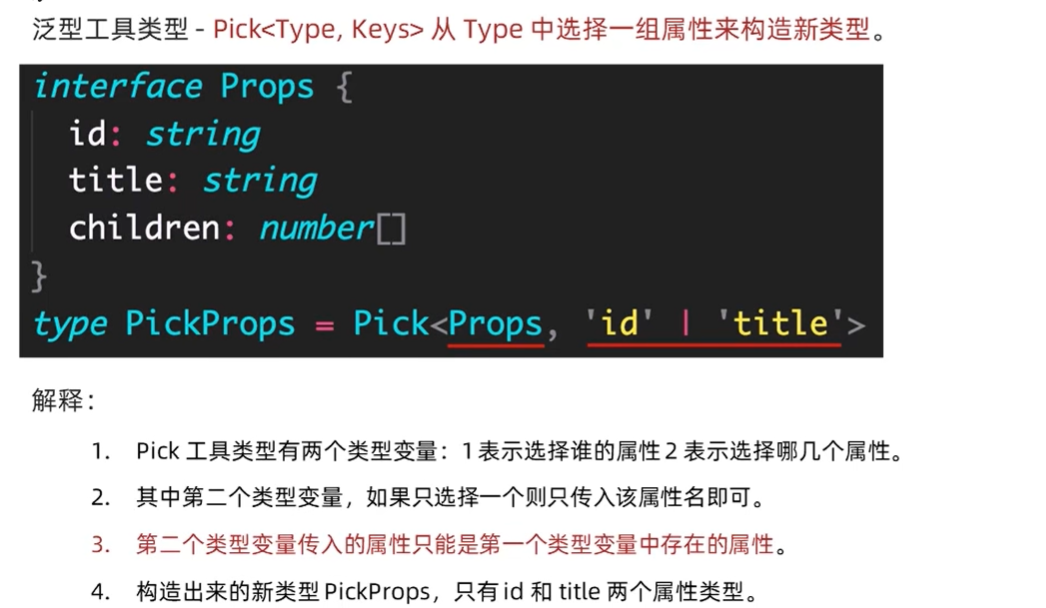 泛型工具类型 - Pick<Type, Keys> 从 Type 中选择一组属性来构造新类型。
interface Props {
id: string
title: string
children: number[]
}
type PickProps = Pick<Props, 'id' | 'title'>
解释：
1. Pick 工具类型有两个类型变量：1 表示选择谁的属性 2 表示选择哪几个属性。
2. 其中第二个类型变量，如果只选择一个则只传入该属性名即可。
3. 第二个类型变量传入的属性只能是第一个类型变量中存在的属性。
4. 构造出来的新类型 PickProps，只有 id 和 title 两个属性类型。